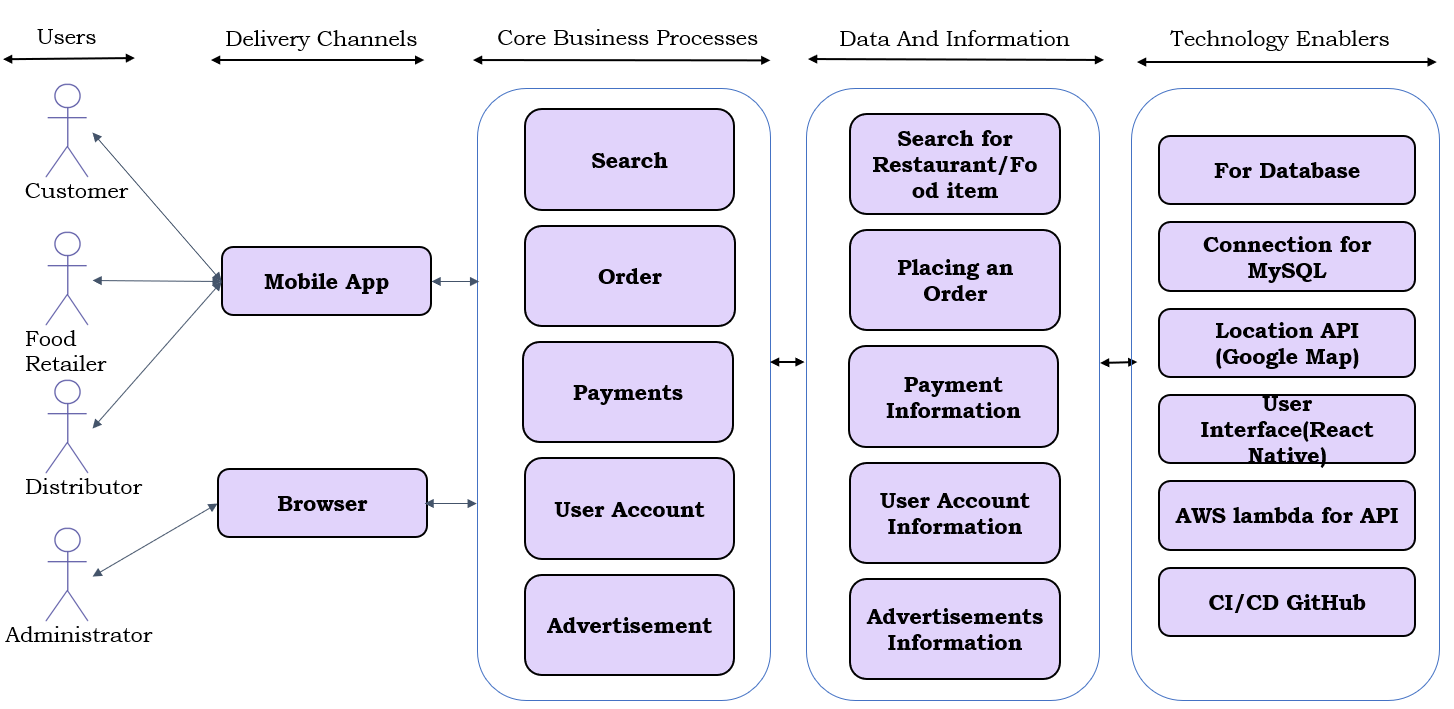 Users
Delivery Channels
Core Business Processes
Data And Information
Technology Enablers
Customer
Food
Retailer
Distributor
Administrator
Mobile App
Browser
Search
Order
Payments
User Account
Advertisement
Search for
Restaurant/Fo
od item
Placing an
Order
Payment
Information
User Account
Information
Advertisements
Information
For Database
Connection for
MySQL
Location API
(Google Map)
User
Interface(React
Native)
AWS lambda for API
CI/CD GitHub